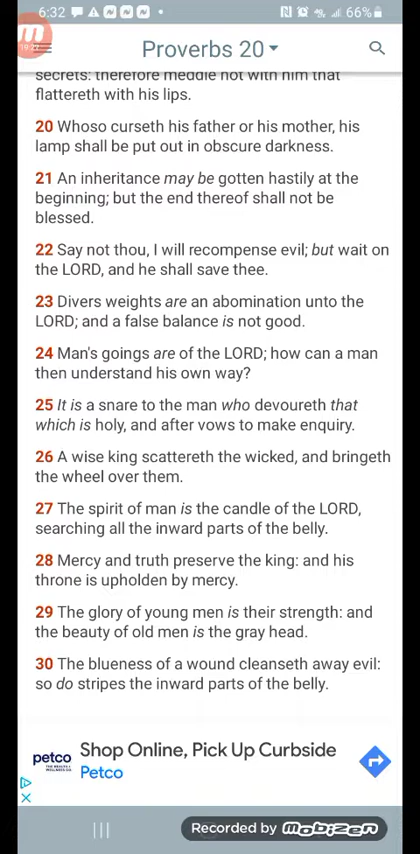 6:32 66%
19:27
Proverbs 20
secrets: therefore meddle not with him that
flattereth with his lips.
20 Whoso curseth his father or his mother, his
lamp shall be put out in obscure darkness.
21 An inheritance may be gotten hastily at the
beginning; but the end thereof shall not be
blessed.
22 Say not thou, I will recompense evil; but wait on
the LORD, and he shall save thee.
23 Divers weights are an abomination unto the
LORD; and a false balance is not good.
24 Man's goings are of the LORD; how can a man
then understand his own way?
25 It is a snare to the man who devoureth that
which is holy, and after vows to make enquiry.
26 A wise king scattereth the wicked, and bringeth
the wheel over them.
27 The spirit of man is the candle of the LORD,
searching all the inward parts of the belly.
28 Mercy and truth preserve the king: and his
throne is upholden by mercy.
29 The glory of young men is their strength: and
the beauty of old men is the gray head.
30 The blueness of a wound cleanseth away evil:
so do stripes the inward parts of the belly.
petco
Shop Online, Pick Up Curbside
Petco
Recorded by mobizen